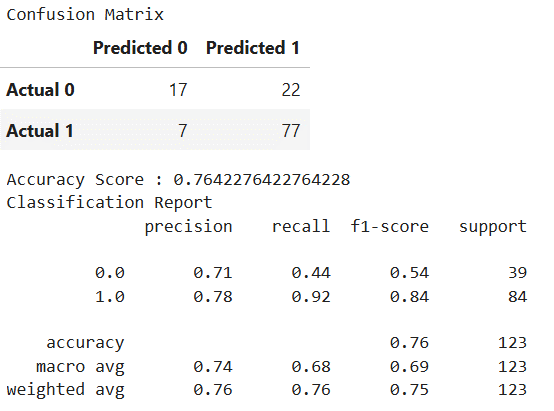 Confusion Matrix
Predicted 0 Predicted 1
Actual 0 17 22
Actual 1 7 77
Accuracy Score : 0.7642276422764228
Classification Report
precision recall f1-score support
0.0 0.71 0.44 0.54 39
1.0 0.78 0.92 0.84 84
accuracy 0.76 123
macro avg 0.74 0.68 0.69 123
weighted avg 0.76 0.76 0.75 123